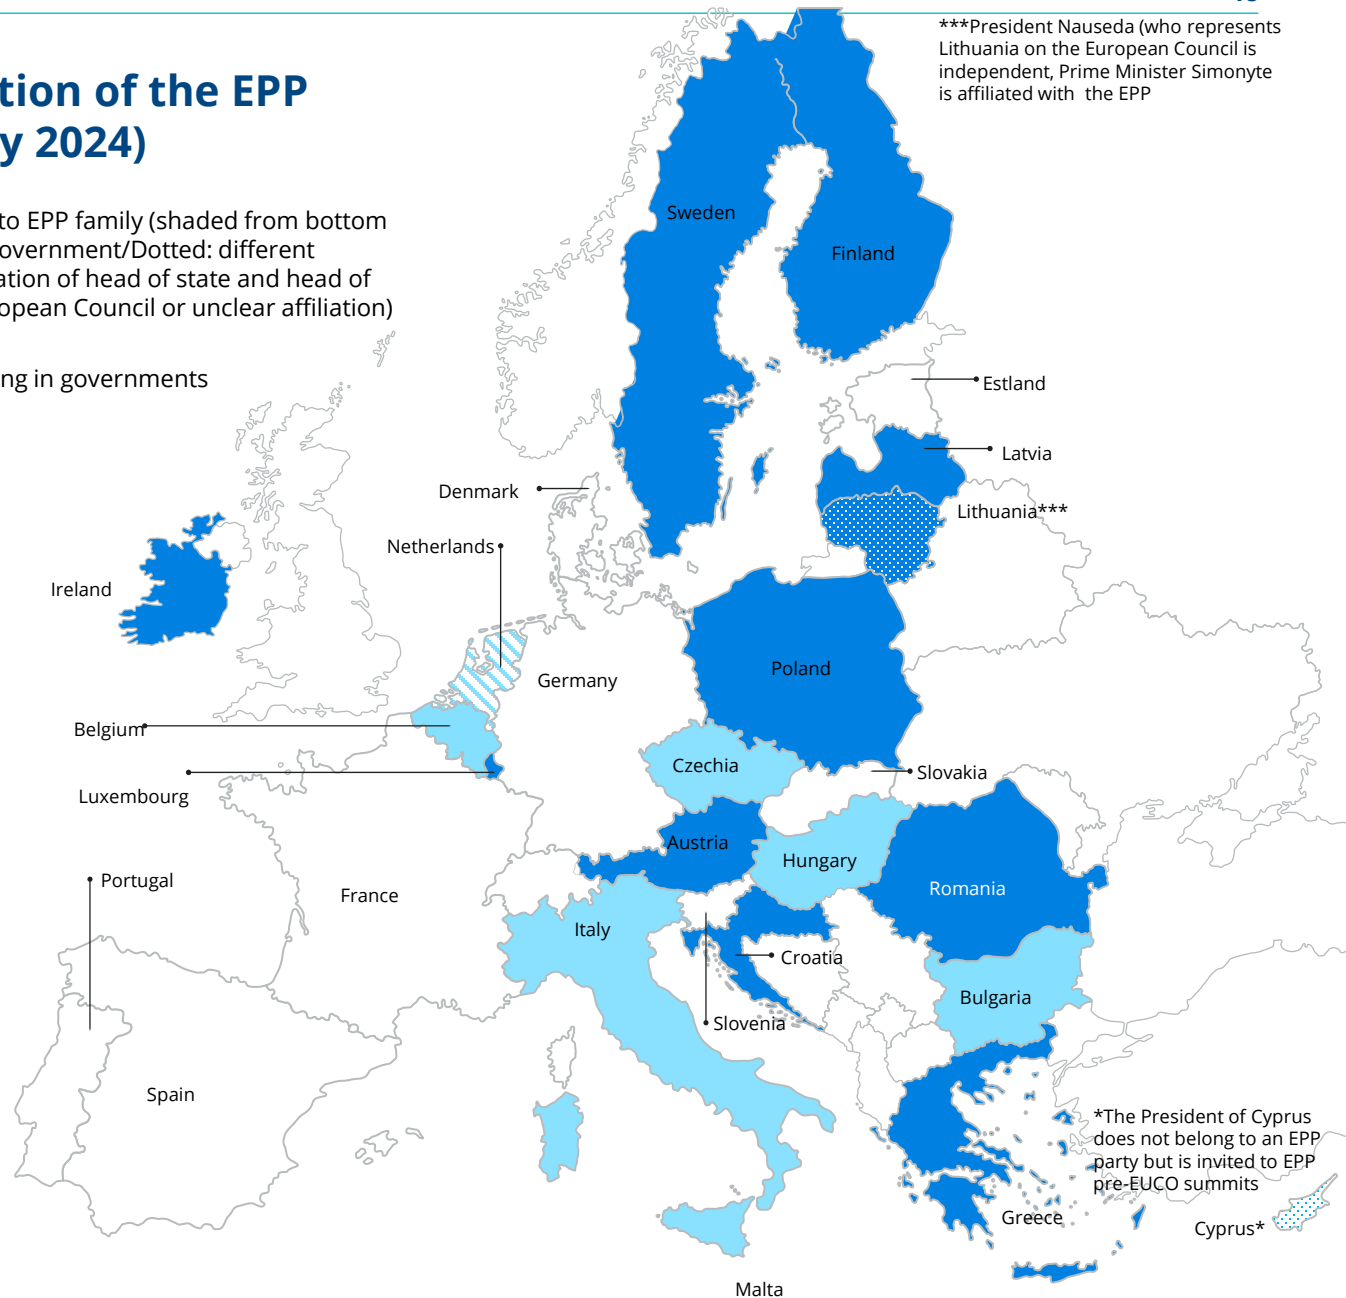 ***President Nauseda (who represents
Lithuania on the European Council is
independent, Prime Minister Simonyte
is affiliated with the EPP
tion of the EPP
y 2024)
to EPP family (shaded from bottom
overnment/Dotted: different
ation of head of state and head of
opean Council or unclear affiliation)
ng in governments
Sweden
Finland
Estland
Latvia
Denmark
Lithuania***
Netherlands
Ireland
Poland
Germany
Belgium
Czechia
Slovakia
Luxembourg
Austria
Hungary
Portugal
France
Romania
Italy
Croatia
Bulgaria
Slovenia
Spain
*The President of Cyprus
does not belong to an EPP
party but is invited to EPP
pre-EUCO summits
Greece
Cyprus*
Malta